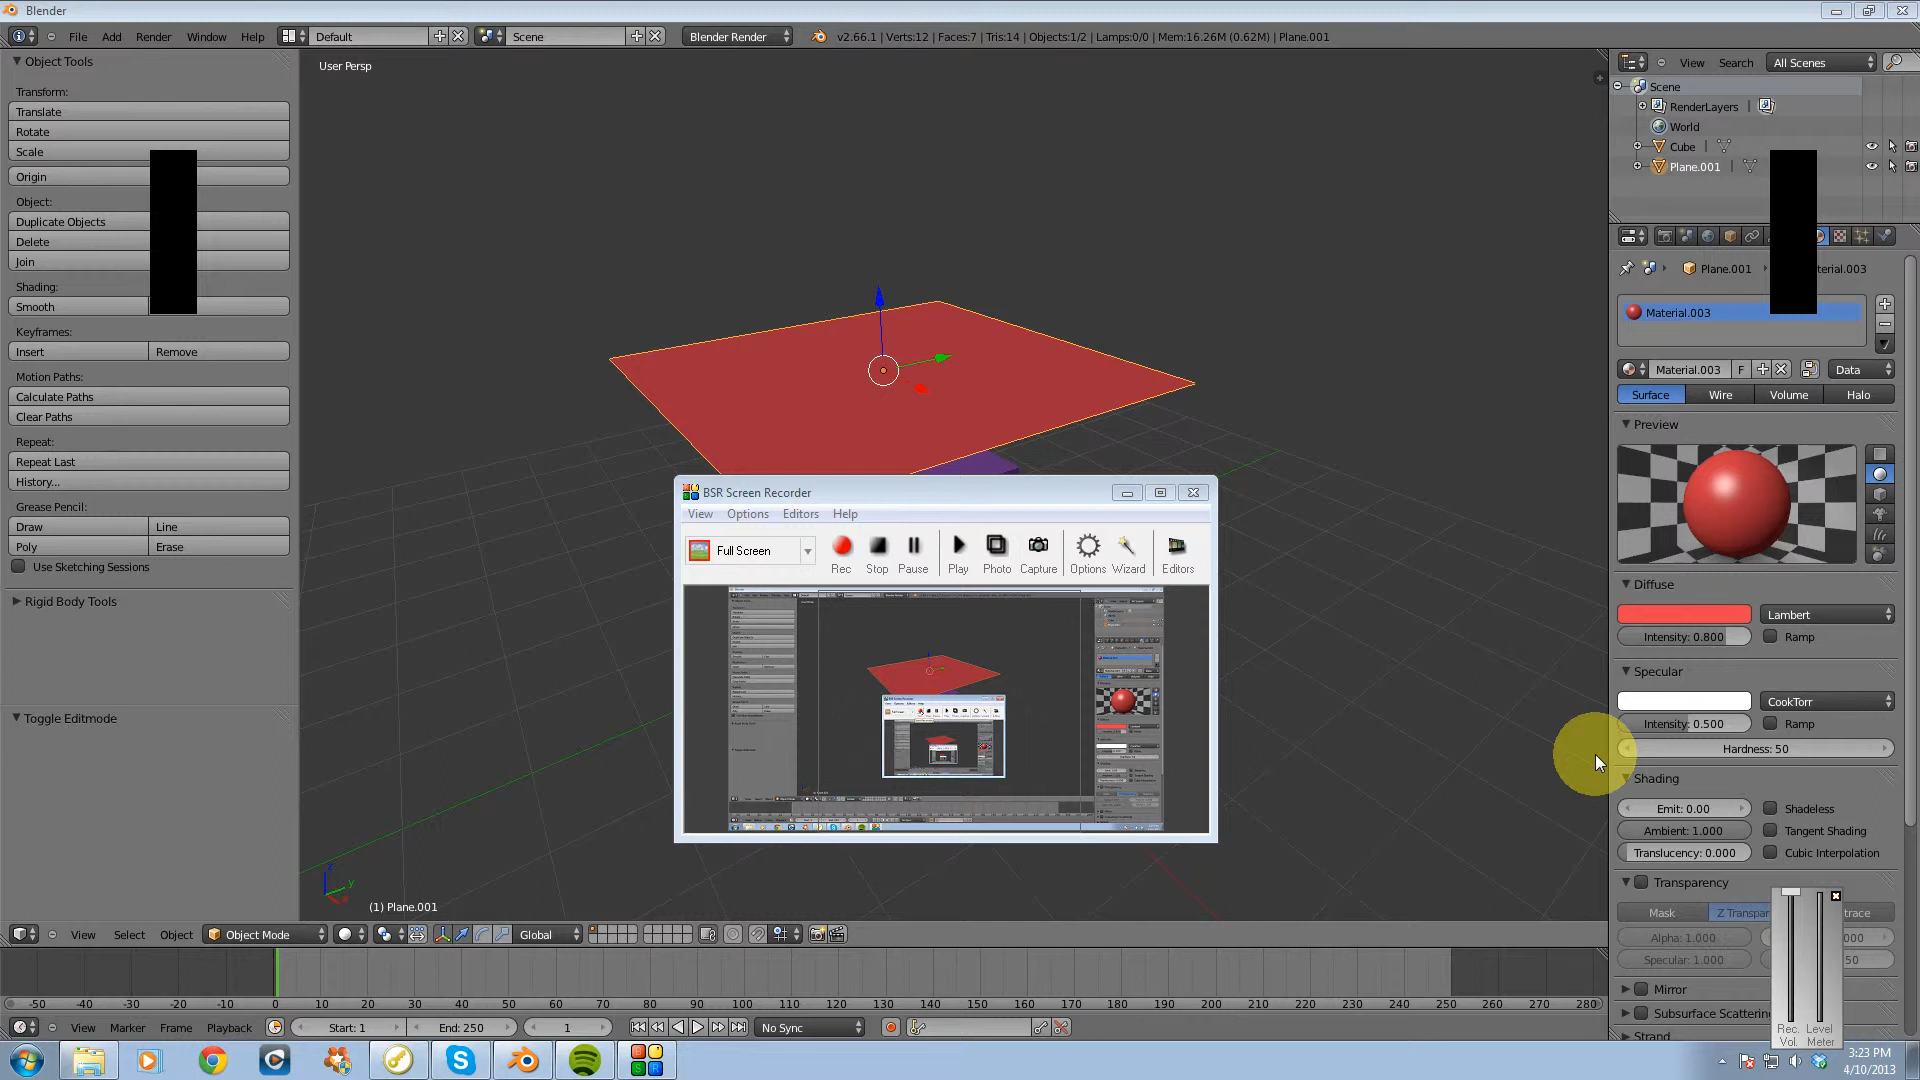 Blender
File Add Render Window Help Default Scene Blender Render v2.66.1 | Verts:12 | Faces:7 | Tris:14 | Objects:1/2 | Lamps:0/0 | Mem:16.26M (0.62M) | Plane.001
Object Tools
Transform:
Translate
Rotate
Scale
Origin
Object:
Duplicate Objects
Delete
Join
Shading:
Smooth
Keyframes:
Insert Remove
Motion Paths:
Calculate Paths
Clear Paths
Repeat:
Repeat Last
History...
Grease Pencil:
Draw Line
Poly Erase
Use Sketching Sessions
Rigid Body Tools
Toggle Editmode
User Persp
BSR Screen Recorder
View Options Editors Help
Full Screen
Rec Stop Pause Play Photo Capture Options Wizard Editors
z y
(1) Plane.001
View Select Object Object Mode Global
-50 -40 -30 -20 -10 0 10 20 30 40 50 60 70 80 90 100 110 120 130 140 150 160 170 180 190 200 210 220 230 240 250 260 270 280
View Marker Frame Playback Start: 1 End: 250 1 No Sync
View Search All Scenes
Scene
RenderLayers |
World
Cube |
Plane.001 |
Plane.001 terial.003
Material.003
Material.003 F Data
Surface Wire Volume Halo
Preview
Diffuse
Lambert
Intensity: 0.800 Ramp
Specular
CookTorr
Intensity: 0.500 Ramp
Hardness: 50
Shading
Emit: 0.00 Shadeless
Ambient: 1.000 Tangent Shading
Translucency: 0.000 Cubic Interpolation
Transparency
Mask Z Transpar trace
Alpha: 1.000 000
Specular: 1.000 50
Mirror
Subsurface Scattering
Strand
Rec. Level
Vol. Meter
3:23 PM
4/10/2013